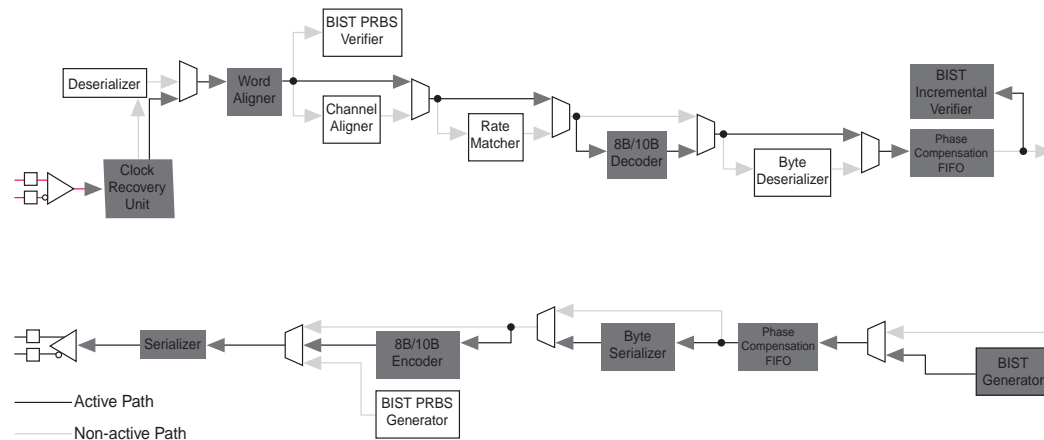 BIST PRBS
Verifier
Deserializer
Word
Aligner
Channel
Aligner
Rate
Matcher
8B/10B
Decoder
Byte
Deserializer
BIST
Incremental
Verifier
Phase
Compensation
FIFO
Clock
Recovery
Unit
Serializer
8B/10B
Encoder
BIST PRBS
Generator
Byte
Serializer
Phase
Compensation
FIFO
BIST
Generator
Active Path
Non-active Path